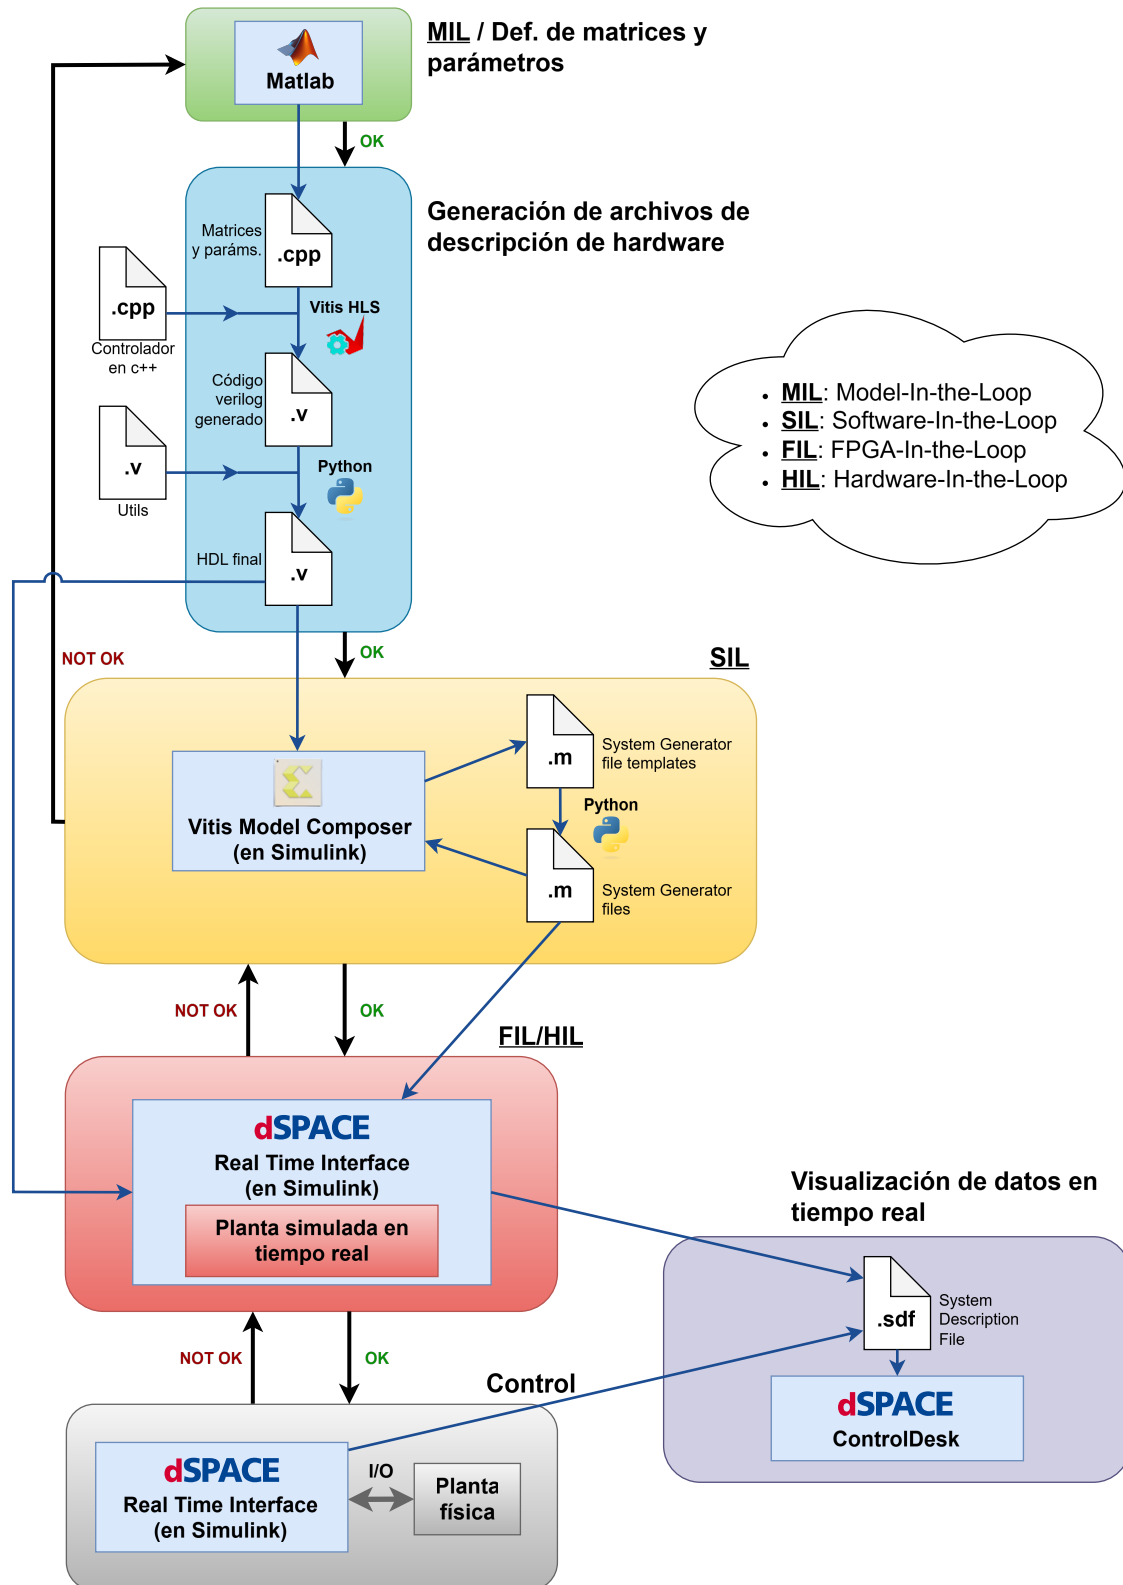 MIL / Def. de matrices y
parámetros
Matlab
OK
Generación de archivos de
descripción de hardware
Matrices
y paráms.
.cpp
.cpp
Controlador
en c++
Vitis HLS
Código
verilog
generado
.v
.v
Utils
Python
HDL final
.v
MIL: Model-In-the-Loop
SIL: Software-In-the-Loop
FIL: FPGA-In-the-Loop
HIL: Hardware-In-the-Loop
NOT OK
OK
SIL
.m
System Generator
file templates
Python
Vitis Model Composer
(en Simulink)
.m
System Generator
files
NOT OK
OK
FIL/HIL
dSPACE
Real Time Interface
(en Simulink)
Planta simulada en
tiempo real
Visualización de datos en
tiempo real
.sdf
System
Description
File
dSPACE
ControlDesk
NOT OK
OK
Control
dSPACE
Real Time Interface
(en Simulink)
I/O
Planta
física